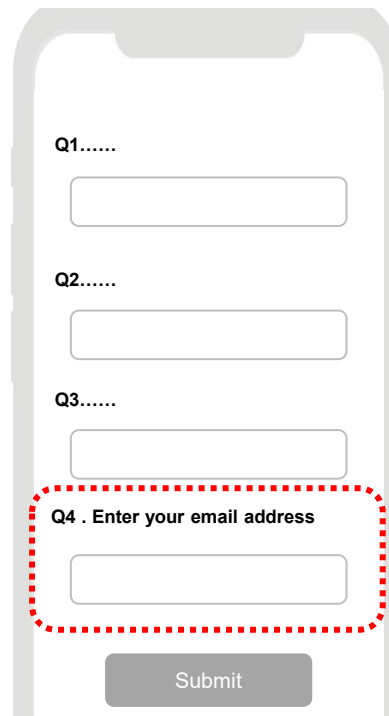 Q1……
Q2……
Q3……
Q4 . Enter your email address
Submit